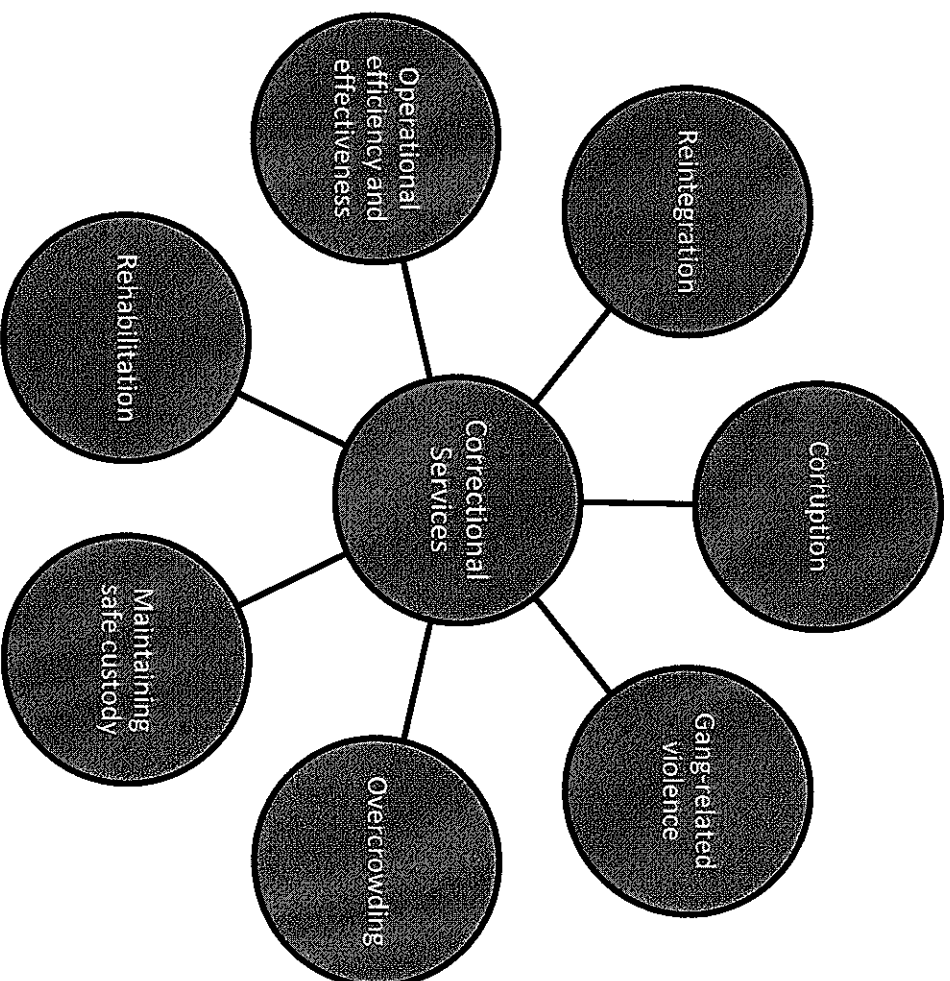 Corruption
Reintegration
Gang-related
violence
Correctional
Services
Operational
efficiency and
effectiveness
Overcrowding
Rehabilitation
Maintaining
safe custody